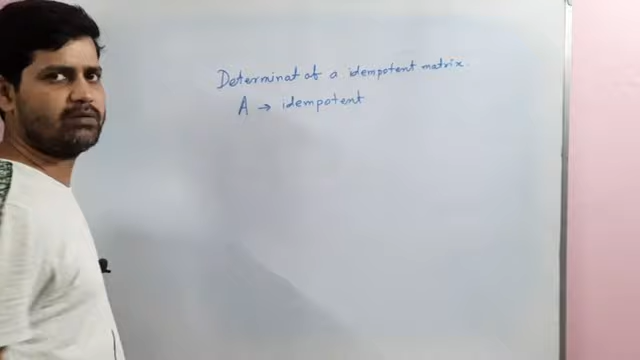 Determinat of a idempotent matrix.
A → idempotent